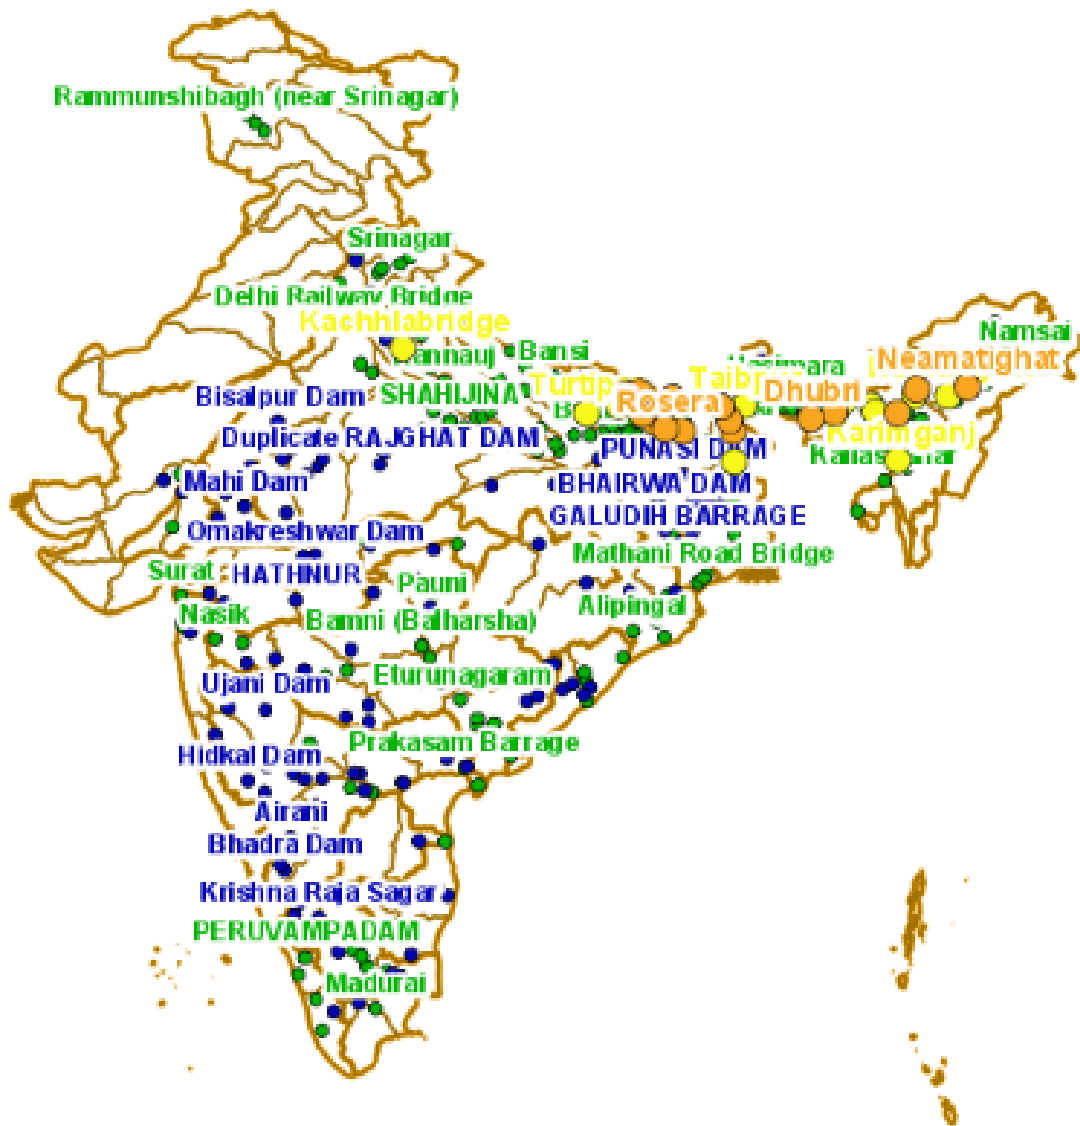 Rammunshibagh (near Srinagar)
Srinagar
Delhi Railway Bridge
Kachhlabridge
Namsai
Bansi
Neamatighat
Bisalpur Dam
SHAHIJINA
Turtip
Rosera
Dhubri
Duplicate RAJGHAT DAM
PUNASI DAM
Karimganj
Mahi Dam
BHAIRWA DAM
GALUDIH BARRAGE
Omakreshwar Dam
Mathani Road Bridge
Surat
HATHNUR
Pauni
Nasik
Bamni (Balharsha)
Alipingal
Ujani Dam
Eturunagaram
Hidkal Dam
Prakasam Barrage
Airani
Bhadra Dam
Krishna Raja Sagar
PERUVAMPADAM
Madurai